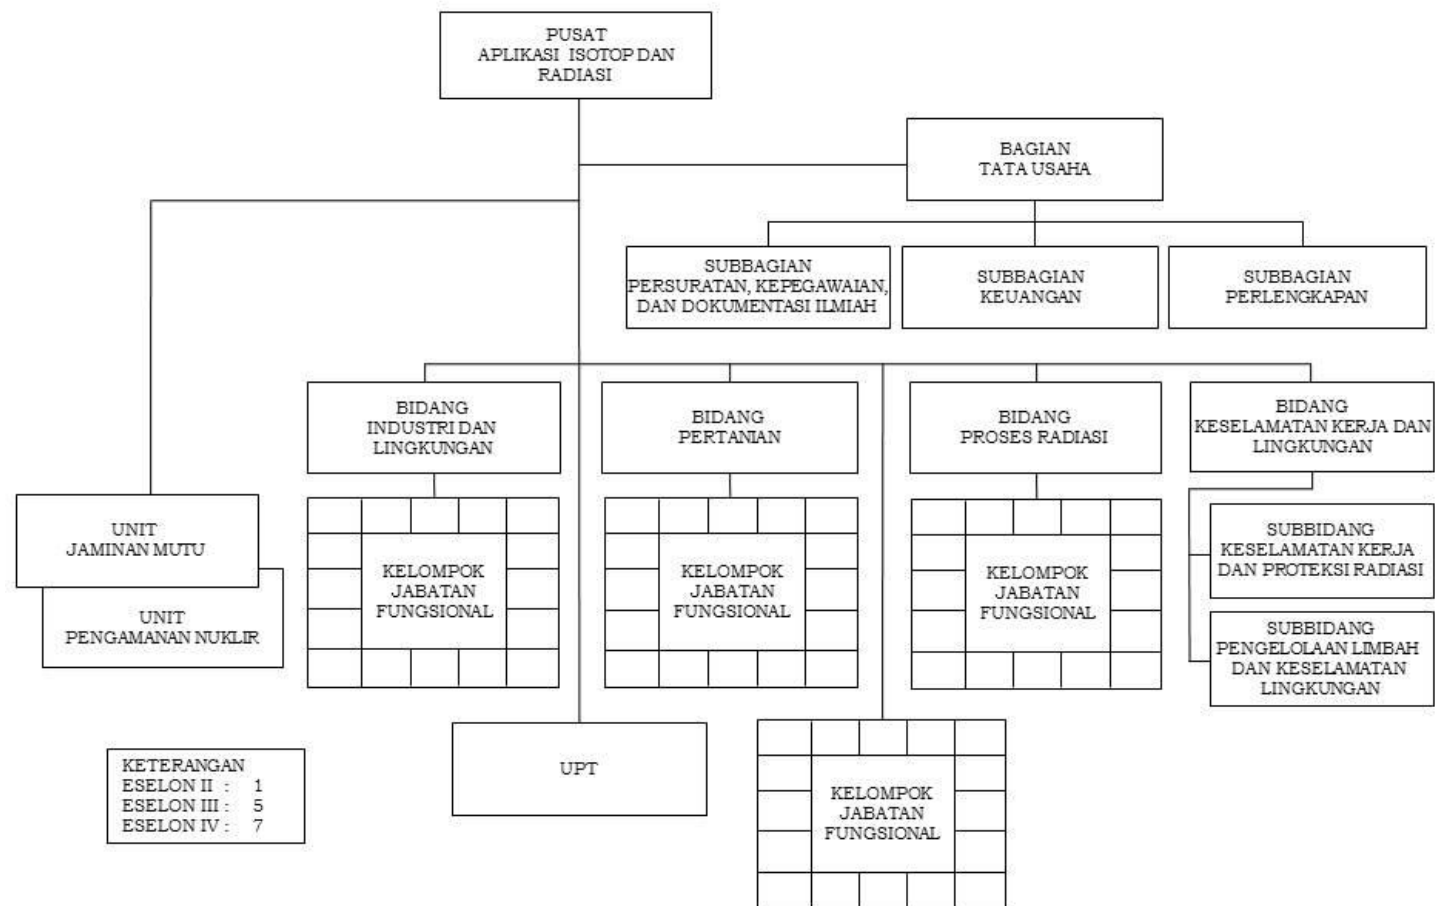 PUSAT
APLIKASI ISOTOP DAN
RADIASI
BAGIAN
TATA USAHA
SUBBAGIAN
PERSURATAN, KEPEGAWAIAN,
DAN DOKUMENTASI ILMIAH
SUBBAGIAN
KEUANGAN
SUBBAGIAN
PERLENGKAPAN
BIDANG
INDUSTRI DAN
LINGKUNGAN
BIDANG
PERTANIAN
BIDANG
PROSES RADIASI
BIDANG
KESELAMATAN KERJA DAN
LINGKUNGAN
UNIT
JAMINAN MUTU
UNIT
PENGAMANAN NUKLIR
KELOMPOK
JABATAN
FUNGSIONAL
KELOMPOK
JABATAN
FUNGSIONAL
KELOMPOK
JABATAN
FUNGSIONAL
SUBBIDANG
KESELAMATAN KERJA
DAN PROTEKSI RADIASI
SUBBIDANG
PENGELOLAAN LIMBAH
DAN KESELAMATAN
LINGKUNGAN
UPT
KELOMPOK
JABATAN
FUNGSIONAL
KETERANGAN
ESELON II : 1
ESELON III : 5
ESELON IV : 7